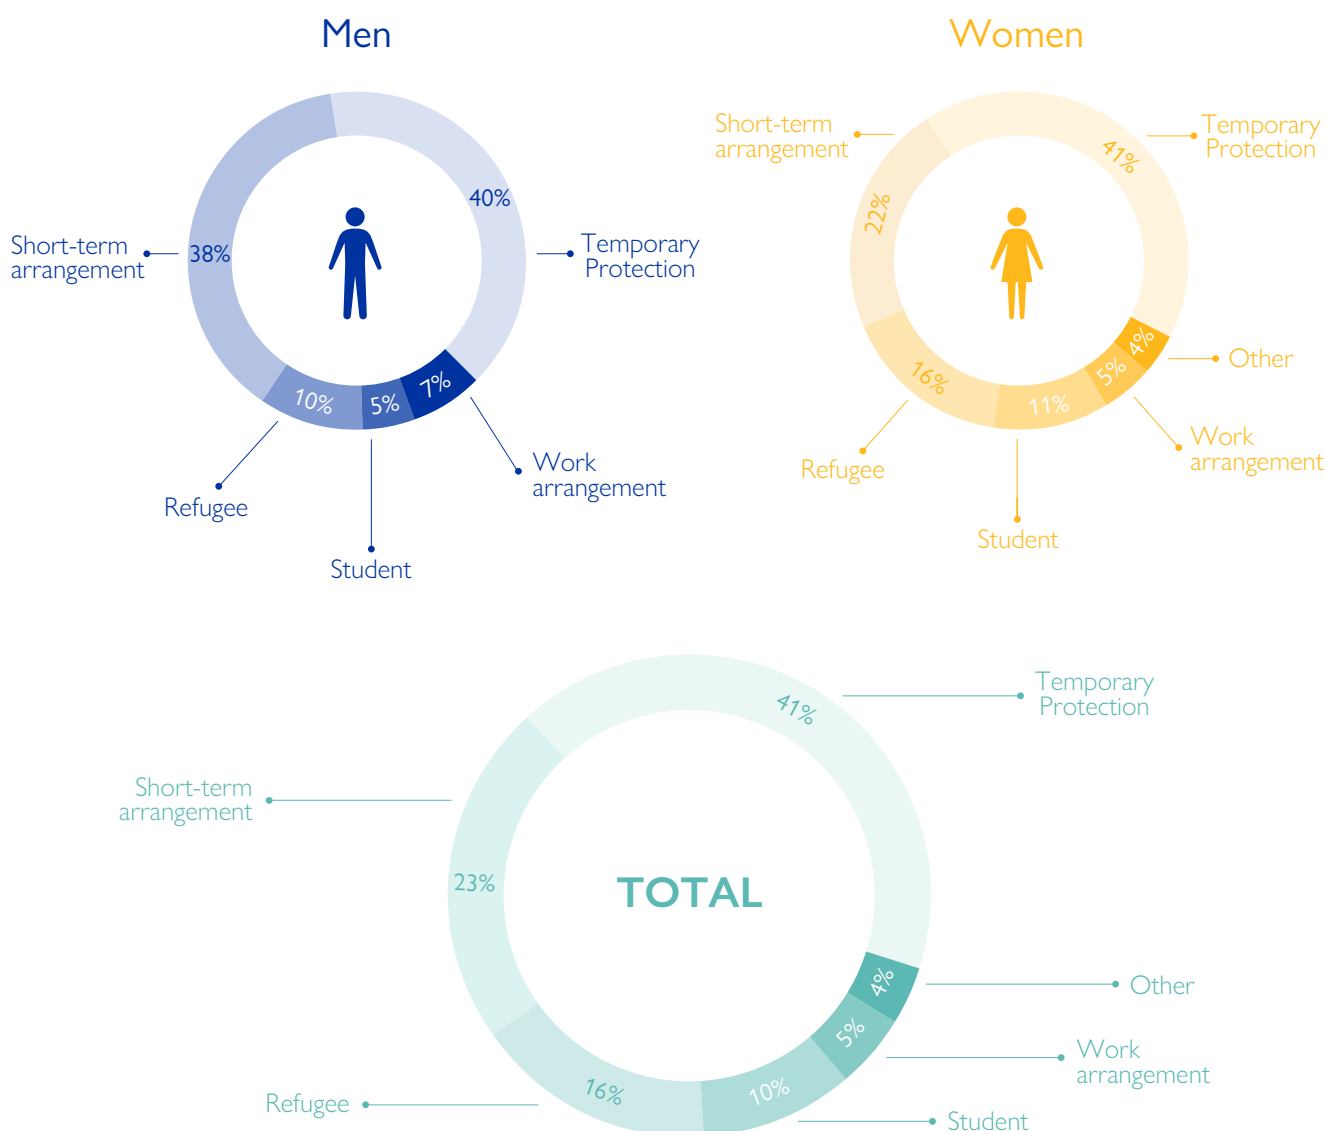 Men
40%
38%
Short-term
arrangement
Temporary
Protection
10%
5%
7%
Refugee
Student
Work
arrangement
Women
Short-term
arrangement
Temporary
Protection
41%
22%
4%
5%
16%
11%
Other
Work
arrangement
Refugee
Student
Temporary
Protection
41%
Short-term
arrangement
23%
TOTAL
4%
Other
5%
Work
arrangement
16%
10%
Refugee
Student